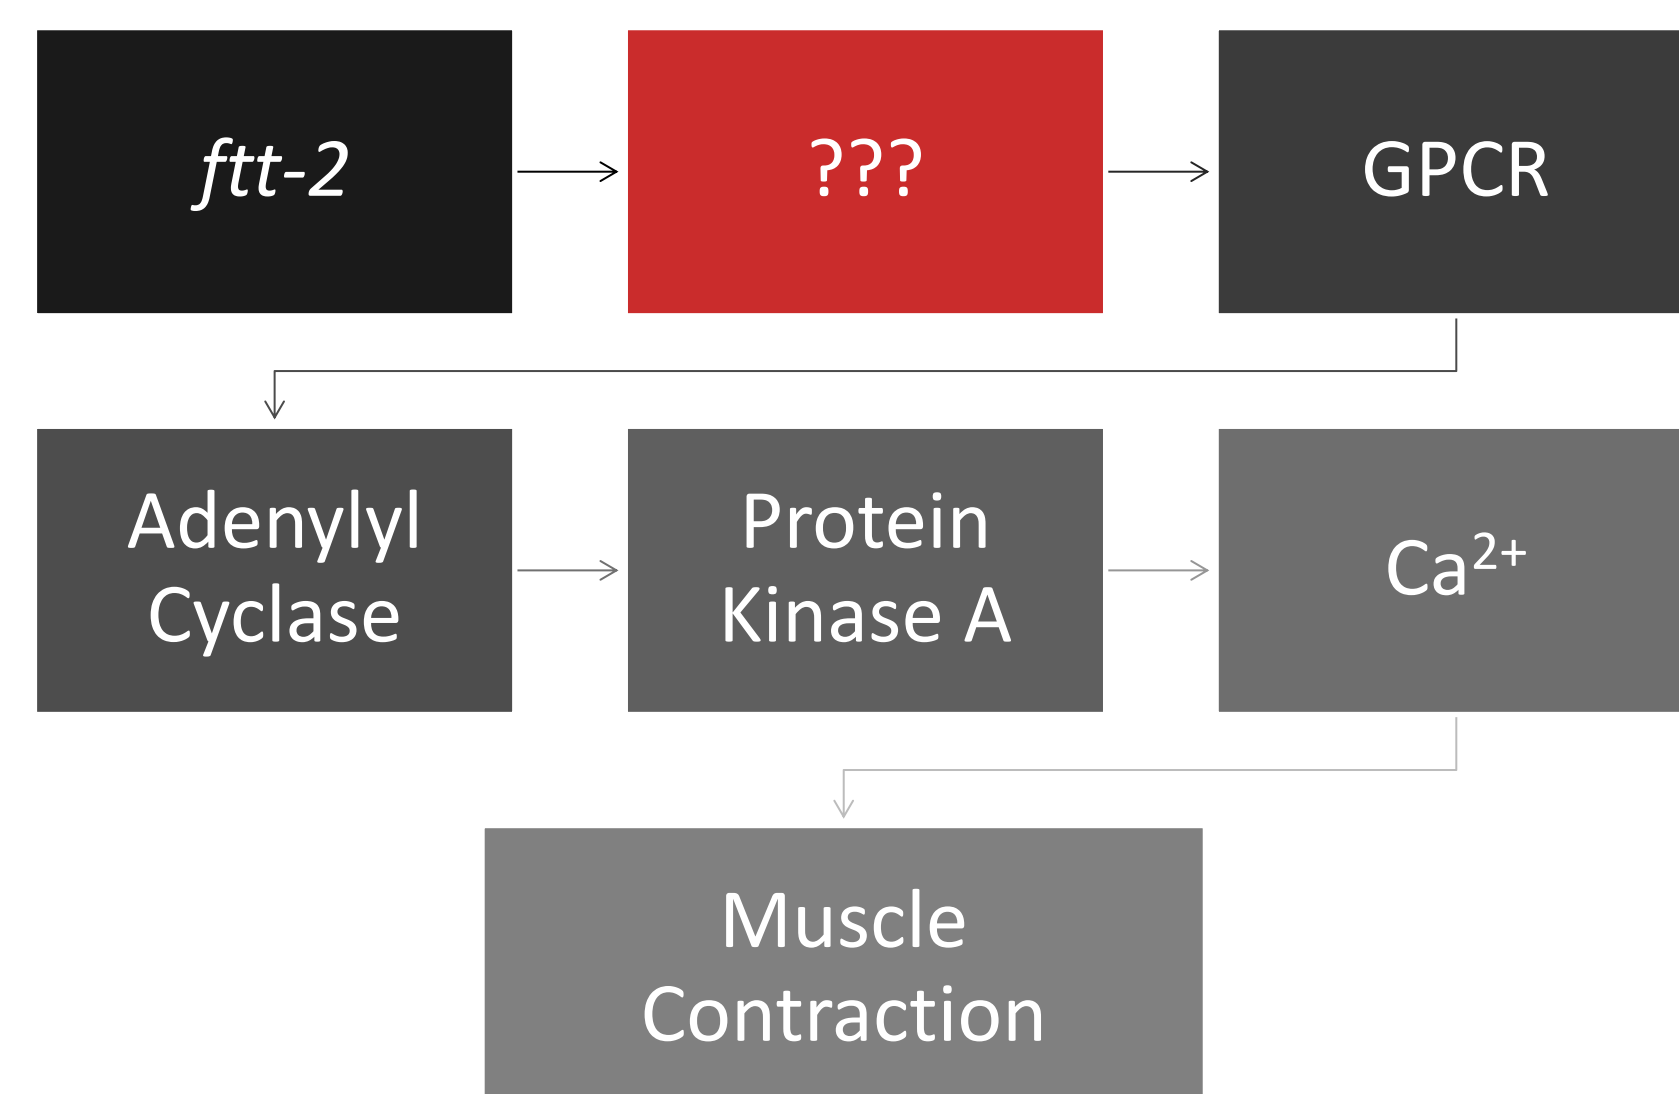 ftt-2
???
GPCR
Adenylyl
Cyclase
Protein
Kinase A
Ca²⁺
Muscle
Contraction